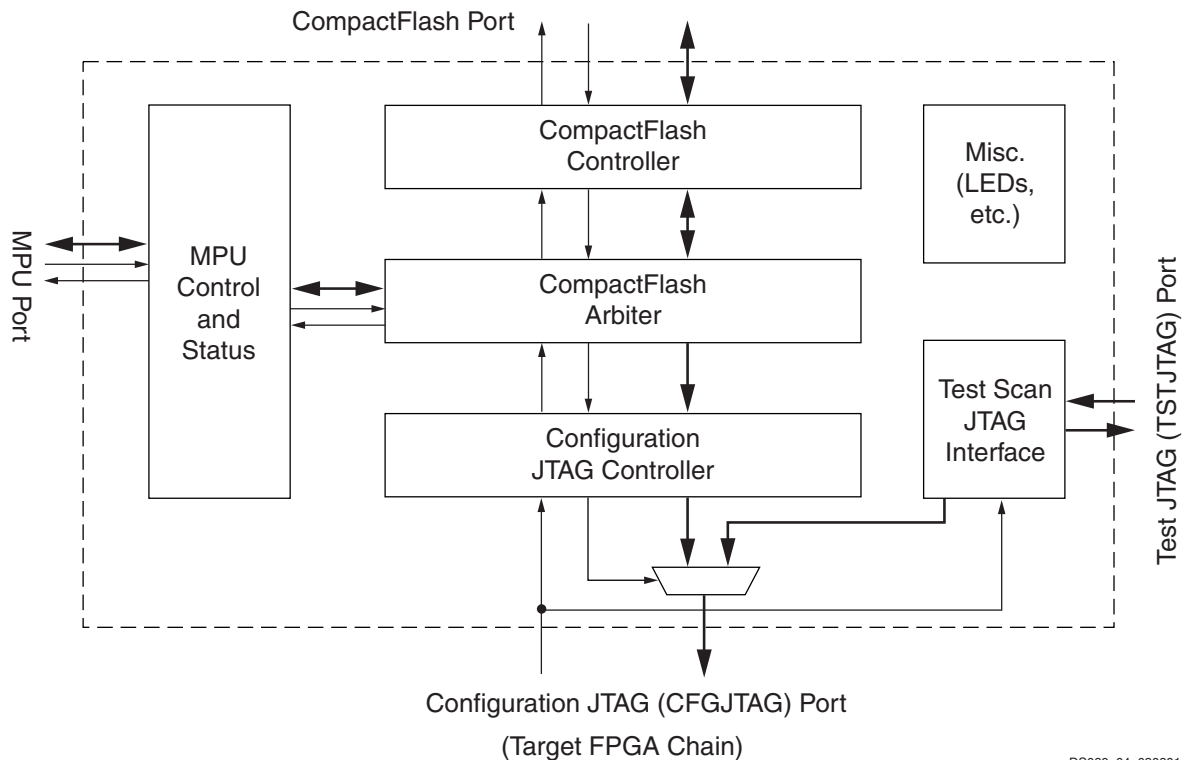 CompactFlash Port
CompactFlash
Controller
Misc.
(LEDs,
etc.)
MPU Port
MPU
Control
and
Status
CompactFlash
Arbiter
Test Scan
JTAG
Interface
Test JTAG (TSTJTAG) Port
Configuration
JTAG Controller
Configuration JTAG (CFGJTAG) Port
(Target FPGA Chain)